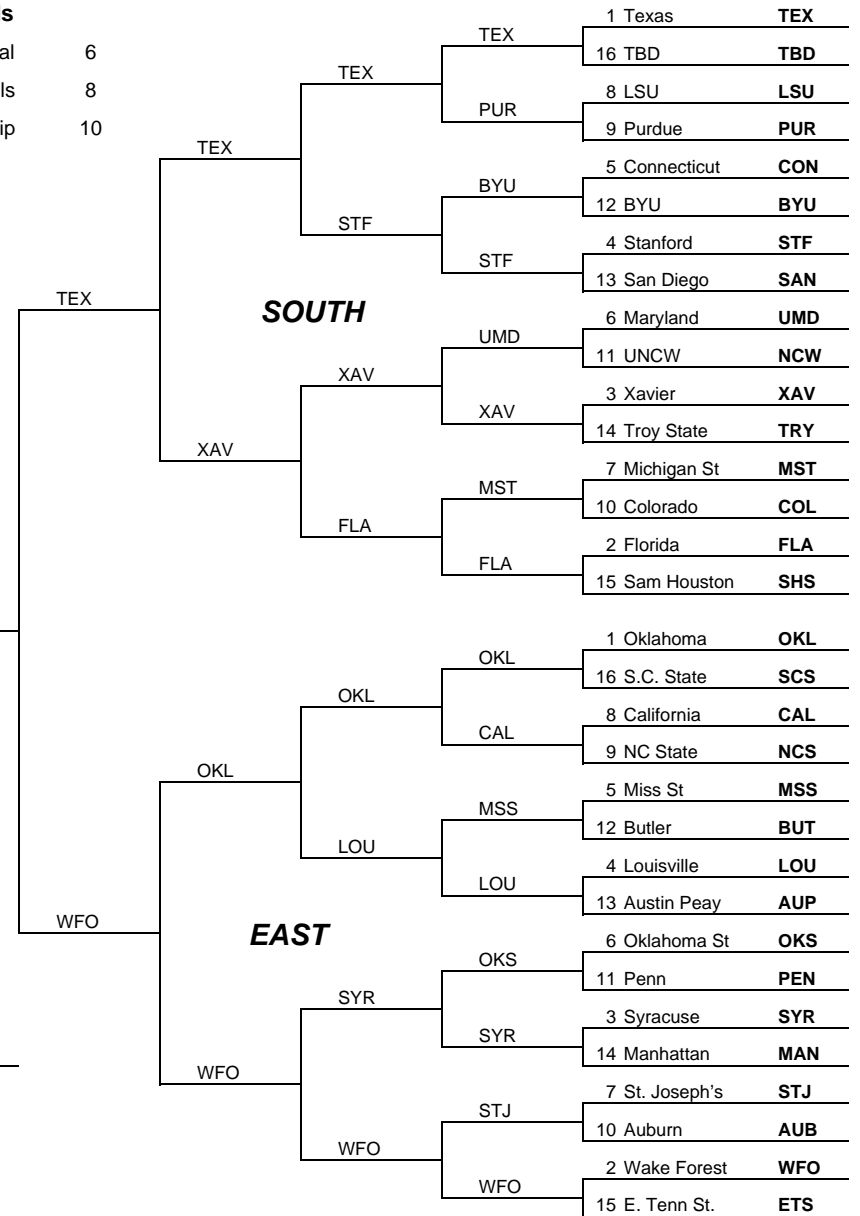 ls
al 6
ls 8
ip 10
1 Texas TEX
TEX
16 TBD TBD
TEX
8 LSU LSU
PUR
9 Purdue PUR
TEX
5 Connecticut CON
BYU
12 BYU BYU
STF
4 Stanford STF
STF
13 San Diego SAN
TEX
SOUTH
6 Maryland UMD
UMD
11 UNCW NCW
XAV
3 Xavier XAV
XAV
14 Troy State TRY
XAV
7 Michigan St MST
MST
10 Colorado COL
FLA
2 Florida FLA
FLA
15 Sam Houston SHS
1 Oklahoma OKL
OKL
16 S.C. State SCS
OKL
8 California CAL
CAL
9 NC State NCS
OKL
5 Miss St MSS
MSS
12 Butler BUT
LOU
4 Louisville LOU
LOU
13 Austin Peay AUP
WFO
EAST
6 Oklahoma St OKS
OKS
11 Penn PEN
SYR
3 Syracuse SYR
SYR
14 Manhattan MAN
WFO
7 St. Joseph's STJ
STJ
10 Auburn AUB
WFO
2 Wake Forest WFO
WFO
15 E. Tenn St. ETS